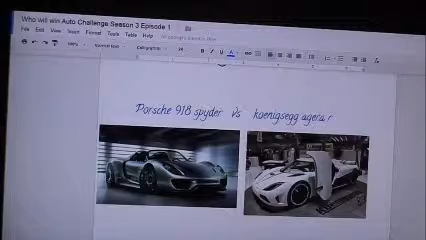 Who will win Auto Challenge Season 3 Episode 1
File Edit View Insert Format Tools Table Help
Porsche 918 spyder vs koenigsegg agera r